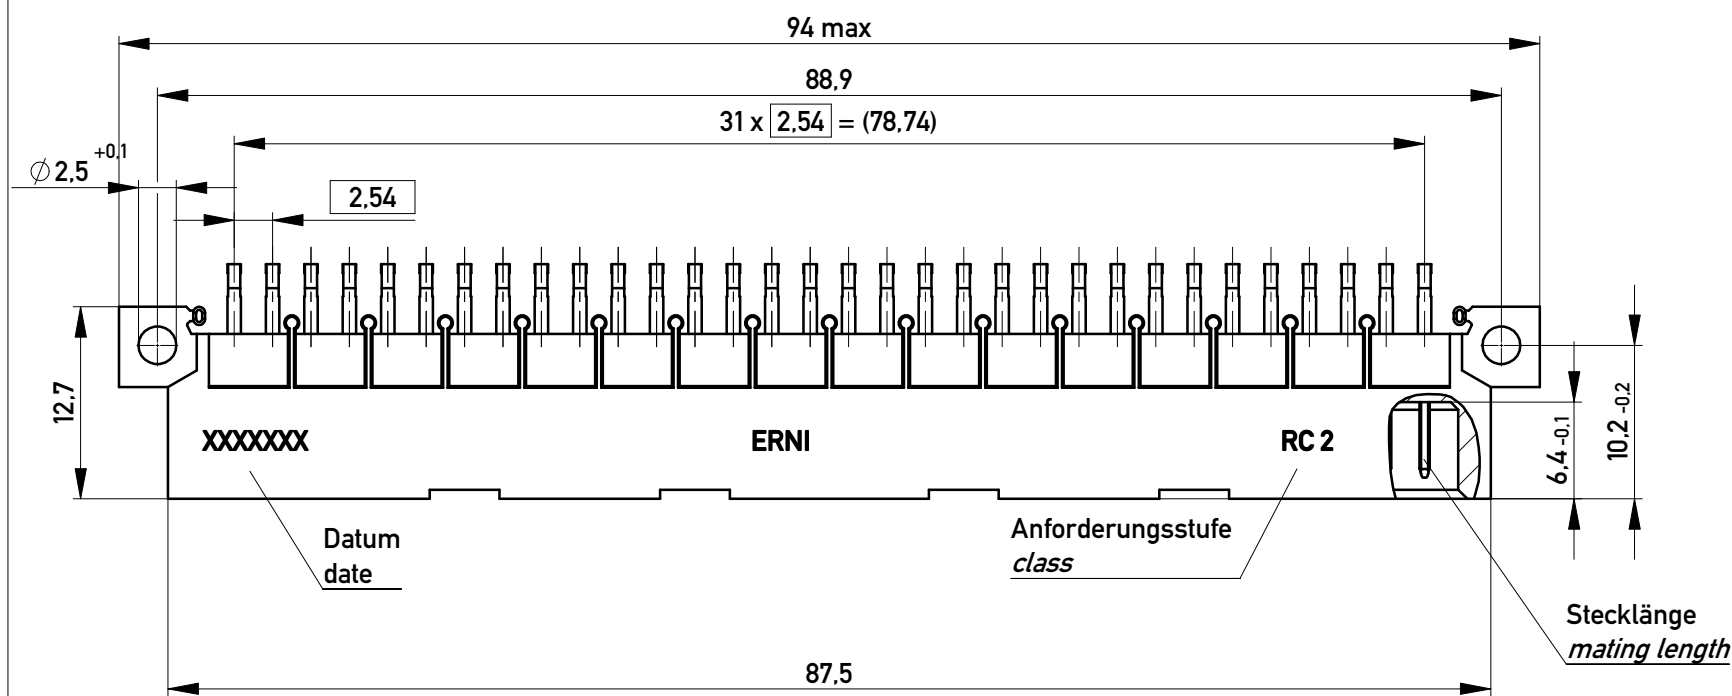 94 max
88,9
31 x 2,54 = (78,74)
⌀ 2,5 +0,1
2,54
12,7
XXXXXXX
ERNI
RC 2
6,4 -0,1
10,2 -0,2
Datum
date
Anforderungsstufe
class
Stecklänge
mating length
87,5